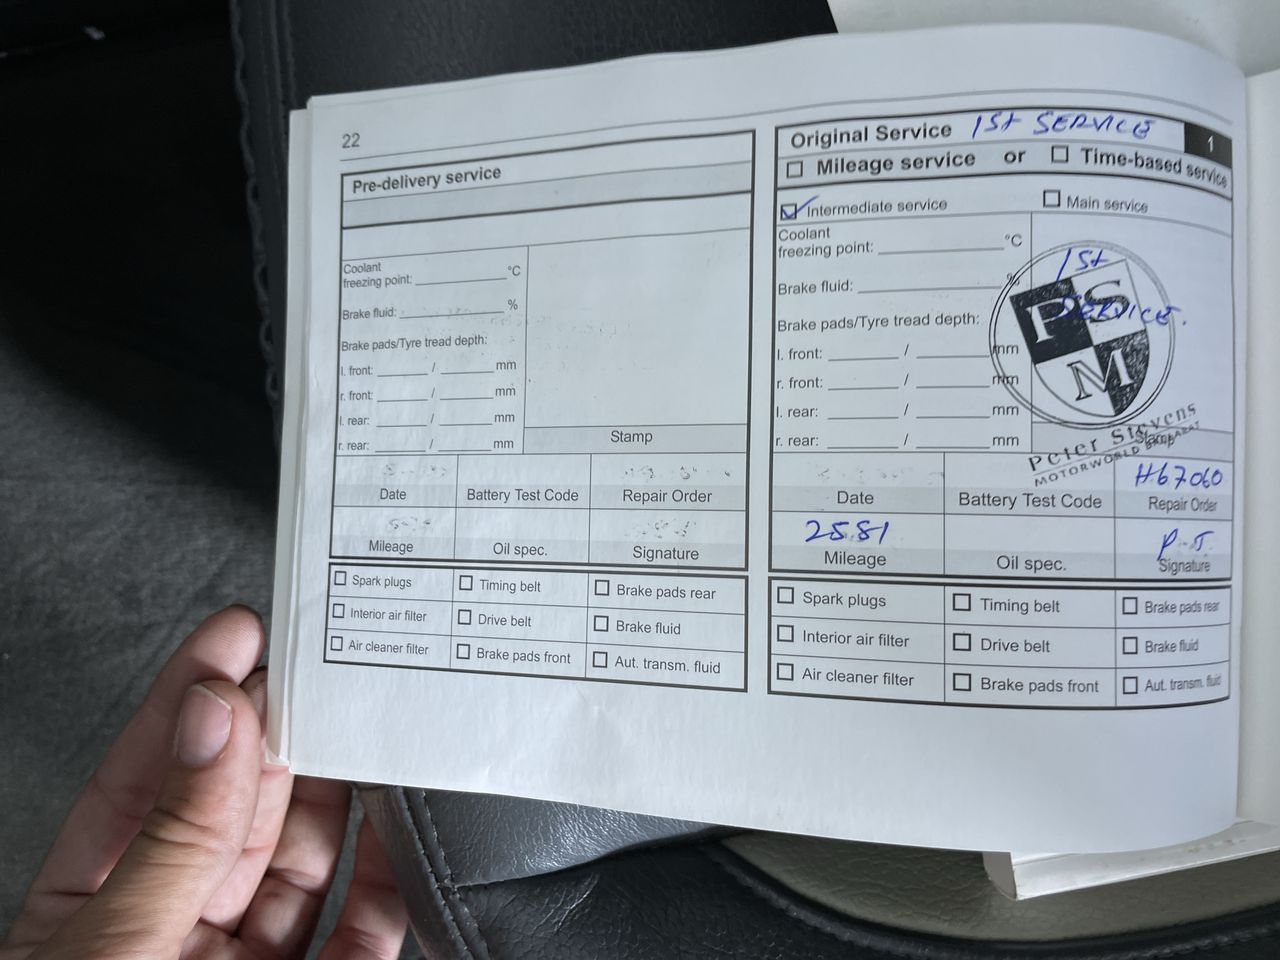 22
Pre-delivery service
Coolant
freezing point: °C
Brake fluid: %
Brake pads/Tyre tread depth:
l. front: / mm
r. front: / mm
l. rear: / mm
r. rear: / mm
Stamp
Date Battery Test Code Repair Order
Mileage Oil spec. Signature
Spark plugs Timing belt Brake pads rear
Interior air filter Drive belt Brake fluid
Air cleaner filter Brake pads front Aut. transm. fluid
Original Service 1St SERVICE 1
Mileage service or Time-based service
Intermediate service Main service
Coolant
freezing point: °C
1St
Brake fluid: %
SERVICE.
PSM
Brake pads/Tyre tread depth:
l. front: / mm
r. front: / mm
l. rear: / mm
r. rear: / mm
Peter Stevens
MOTORWORLD
Stamp
H67060
Date Battery Test Code Repair Order
2581 P-J
Mileage Oil spec. Signature
Spark plugs Timing belt Brake pads rear
Interior air filter Drive belt Brake fluid
Air cleaner filter Brake pads front Aut. transm. fluid